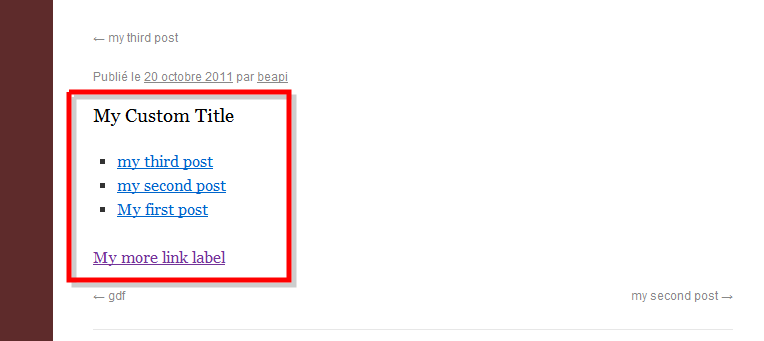 ← my third post
Publié le 20 octobre 2011 par beapi
My Custom Title
my third post
my second post
My first post
My more link label
← gdf
my second post →